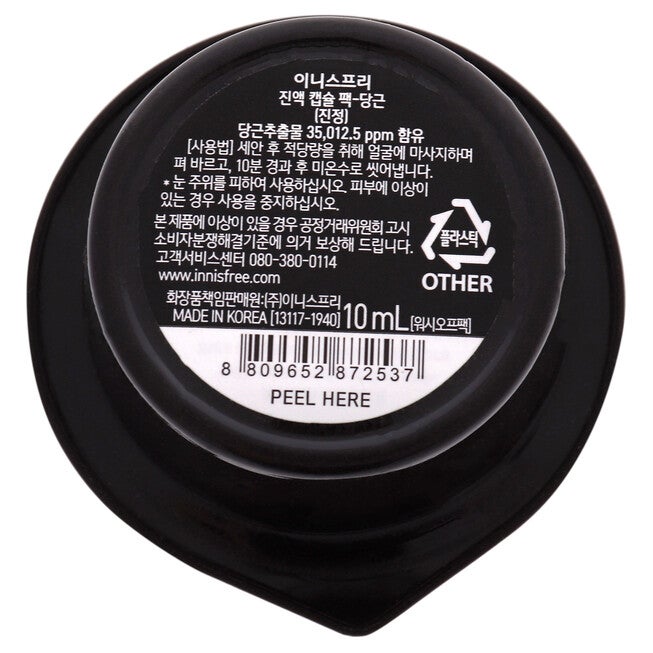 이니스프리
진액 캡슐 팩-당근
[진정]
당근추출물 35,012.5 ppm 함유
[사용법] 세안 후 적당량을 취해 얼굴에 마사지하며
펴 바르고, 10분 경과 후 미온수로 씻어냅니다.
* 눈 주위를 피하여 사용하십시오. 피부에 이상이
있는 경우 사용을 중지하십시오.
본 제품에 이상이 있을 경우 공정거래위원회 고시
소비자분쟁해결기준에 의거 보상해 드립니다.
고객서비스센터 080-380-0114
www.innisfree.com
플라스틱
OTHER
화장품책임판매원:(주)이니스프리
MADE IN KOREA [13117-1940] 10 mL [워시오프팩]
8 809652 872537
PEEL HERE